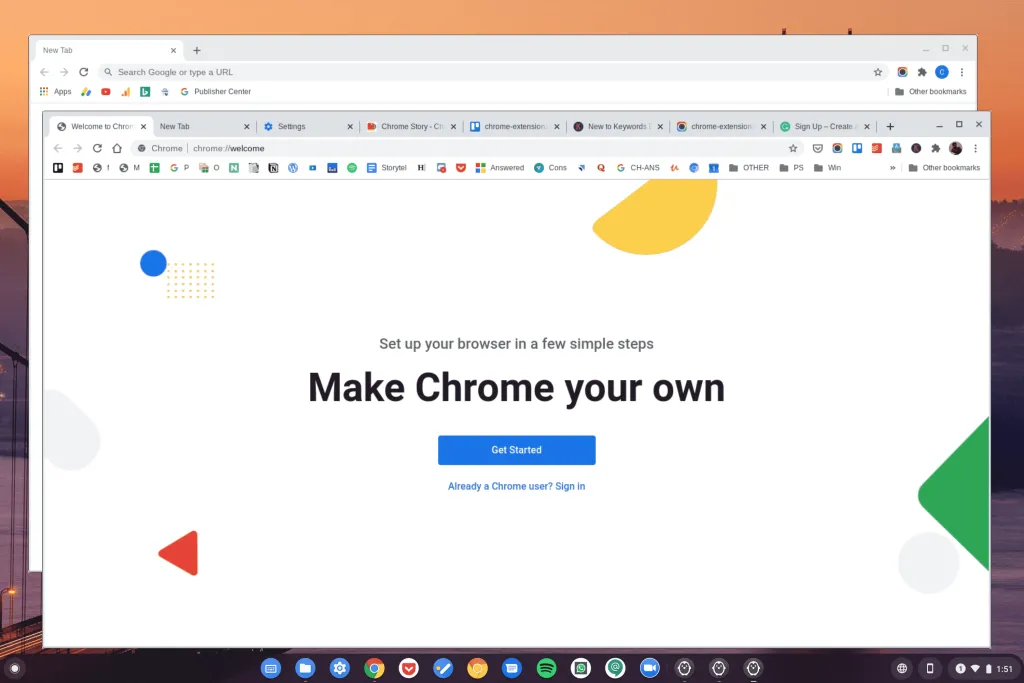 New Tab
Search Google or type a URL
Apps
Publisher Center
Other bookmarks
Welcome to Chrom
New Tab
Settings
Chrome Story - Ch
chrome-extension
New to Keywords E
chrome-extension
Sign Up – Create A
Chrome
chrome://welcome
P
O
M
N
Storytel
H
Answered
Cons
Q
CH-ANS
OTHER
PS
Win
»
Other bookmarks
Set up your browser in a few simple steps
Make Chrome your own
Get Started
Already a Chrome user? Sign in
1
1:51